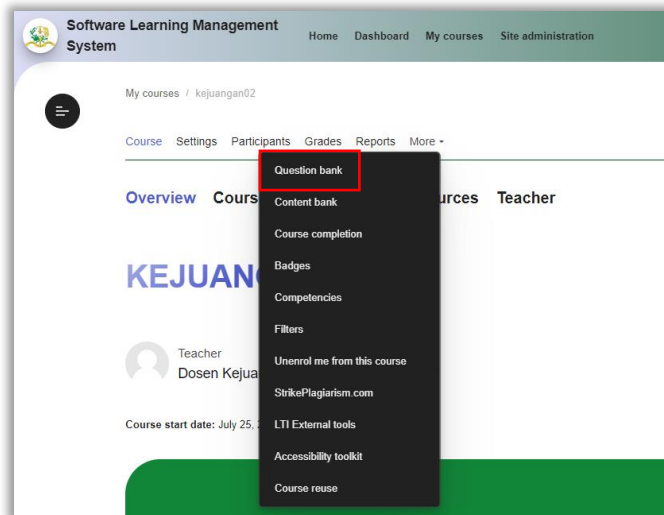 Software Learning Management
System
Home Dashboard My courses Site administration
My courses / kejuangan02
Course Settings Participants Grades Reports More
Question bank
Overview Cours urces Teacher
Content bank
Course completion
KEJUAN
Badges
Competencies
Filters
Teacher
Unenrol me from this course
Dosen Kejua
StrikePlagiarism.com
Course start date: July 25,
LTI External tools
Accessibility toolkit
Course reuse